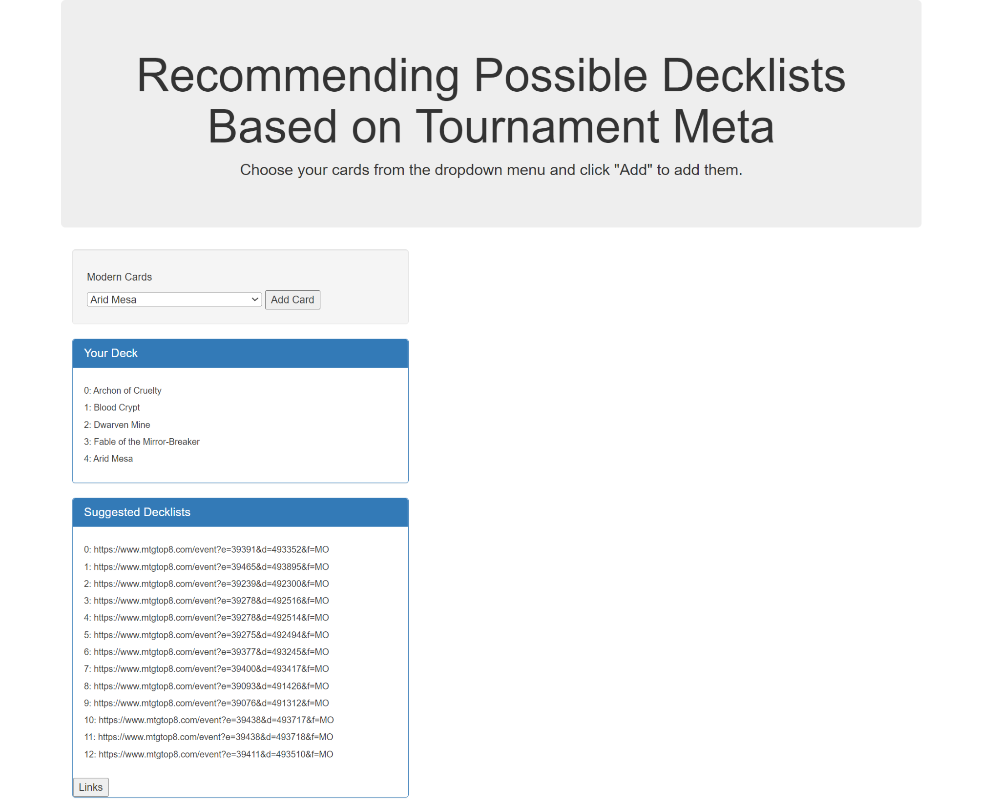 Recommending Possible Decklists
Based on Tournament Meta
Choose your cards from the dropdown menu and click "Add" to add them.
Modern Cards
Arid Mesa
Add Card
Your Deck
0: Archon of Cruelty
1: Blood Crypt
2: Dwarven Mine
3: Fable of the Mirror-Breaker
4: Arid Mesa
Suggested Decklists
0: https://www.mtgtop8.com/event?e=39391&d=493352&f=MO
1: https://www.mtgtop8.com/event?e=39465&d=493895&f=MO
2: https://www.mtgtop8.com/event?e=39239&d=492300&f=MO
3: https://www.mtgtop8.com/event?e=39278&d=492516&f=MO
4: https://www.mtgtop8.com/event?e=39278&d=492514&f=MO
5: https://www.mtgtop8.com/event?e=39275&d=492494&f=MO
6: https://www.mtgtop8.com/event?e=39377&d=493245&f=MO
7: https://www.mtgtop8.com/event?e=39400&d=493417&f=MO
8: https://www.mtgtop8.com/event?e=39093&d=491426&f=MO
9: https://www.mtgtop8.com/event?e=39076&d=491312&f=MO
10: https://www.mtgtop8.com/event?e=39438&d=493717&f=MO
11: https://www.mtgtop8.com/event?e=39438&d=493718&f=MO
12: https://www.mtgtop8.com/event?e=39411&d=493510&f=MO
Links